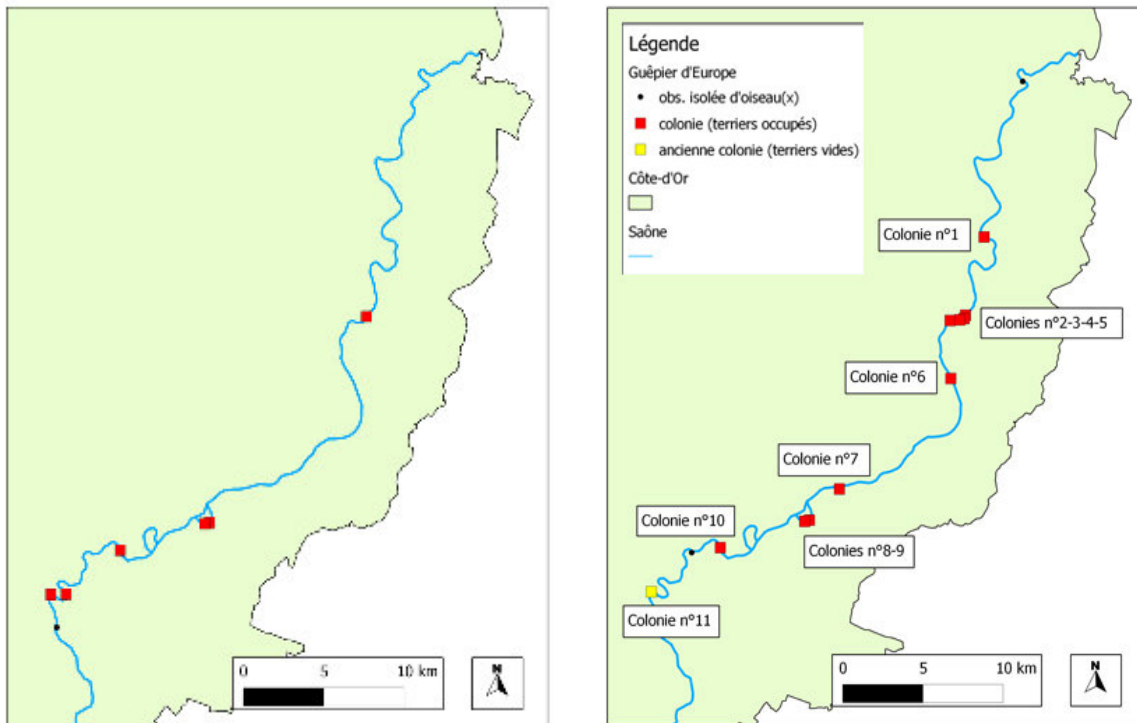 0 5 10 km
N
Légende
Guêpier d'Europe
obs. isolée d'oiseau(x)
colonie (terriers occupés)
ancienne colonie (terriers vides)
Côte-d'Or
Saône
Colonie n°1
Colonies n°2-3-4-5
Colonie n°6
Colonie n°7
Colonie n°10
Colonies n°8-9
Colonie n°11
0 5 10 km
N